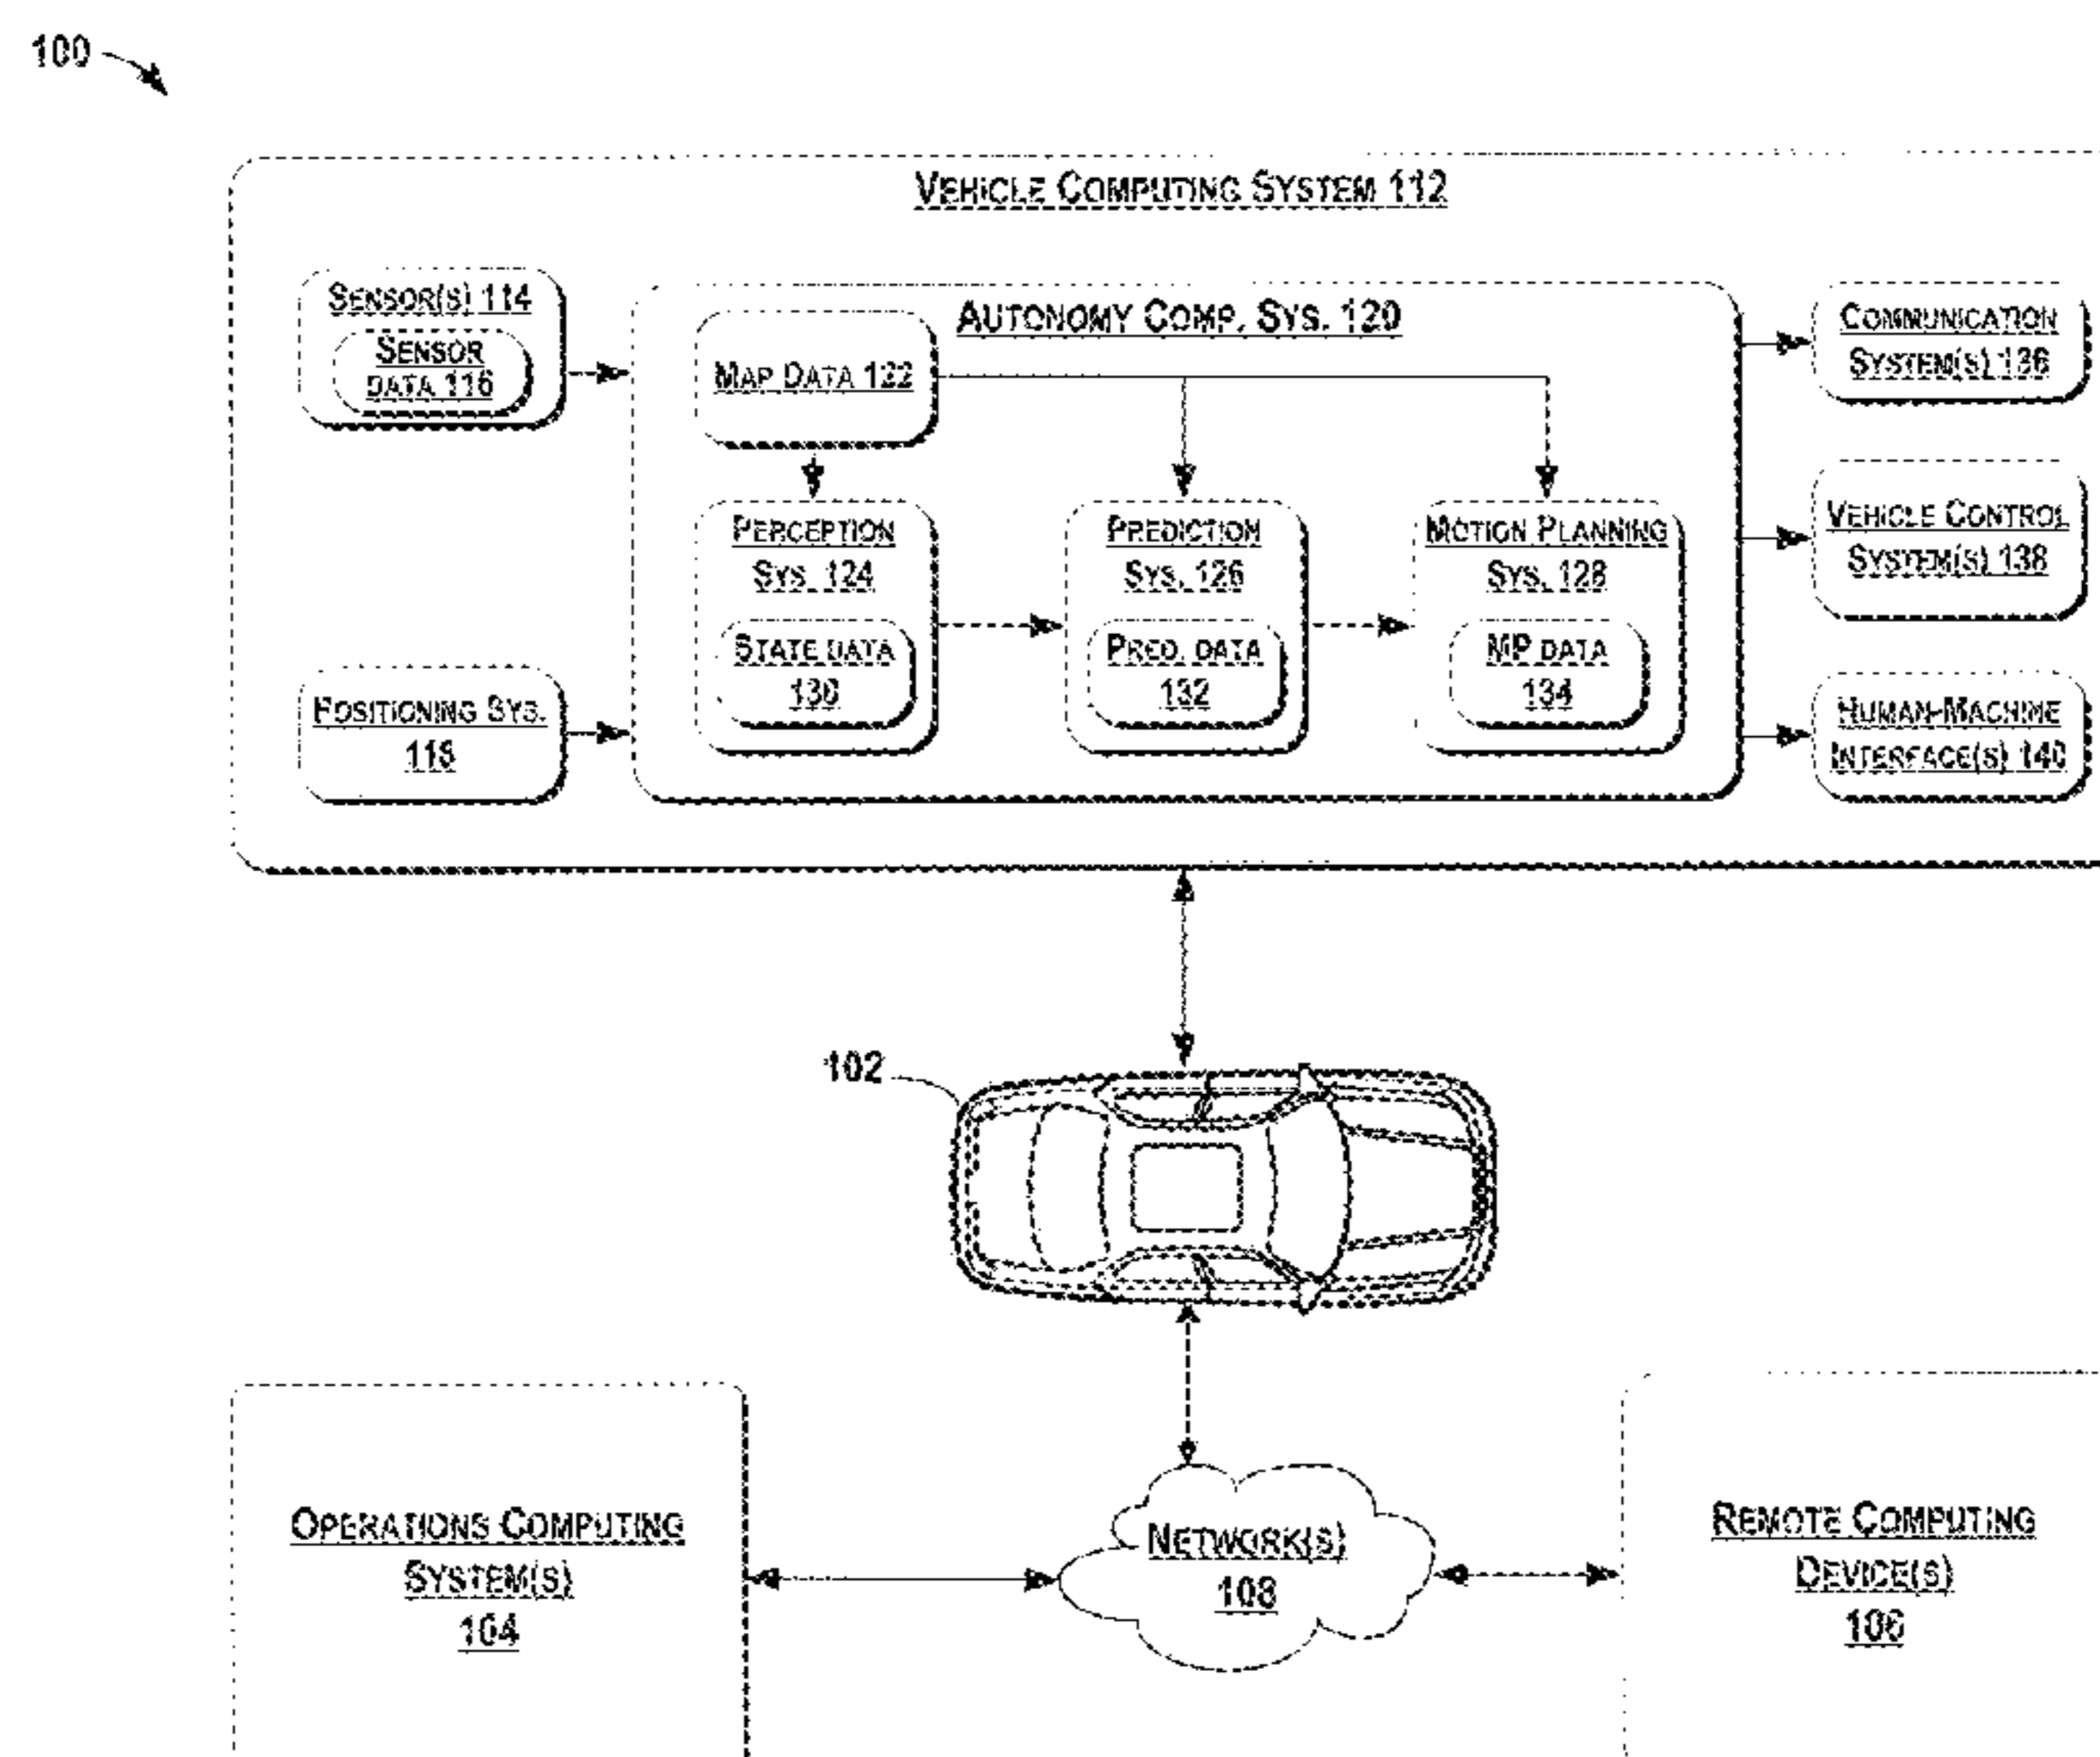 100
VEHICLE COMPUTING SYSTEM 112
SENSOR(S) 114
SENSOR
DATA 116
POSITIONING SYS.
118
AUTONOMY COMP. SYS. 120
MAP DATA 122
PERCEPTION
SYS. 124
STATE DATA
130
PREDICTION
SYS. 126
PRED. DATA
132
MOTION PLANNING
SYS. 128
MP DATA
134
COMMUNICATION
SYSTEM(S) 136
VEHICLE CONTROL
SYSTEM(S) 138
HUMAN-MACHINE
INTERFACE(S) 140
102
OPERATIONS COMPUTING
SYSTEM(S)
104
NETWORK(S)
108
REMOTE COMPUTING
DEVICE(S)
106